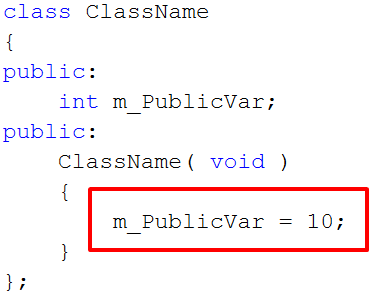 class ClassName
{
public:
    int m_PublicVar;
public:
    ClassName( void )
    {
        m_PublicVar = 10;
    }
};